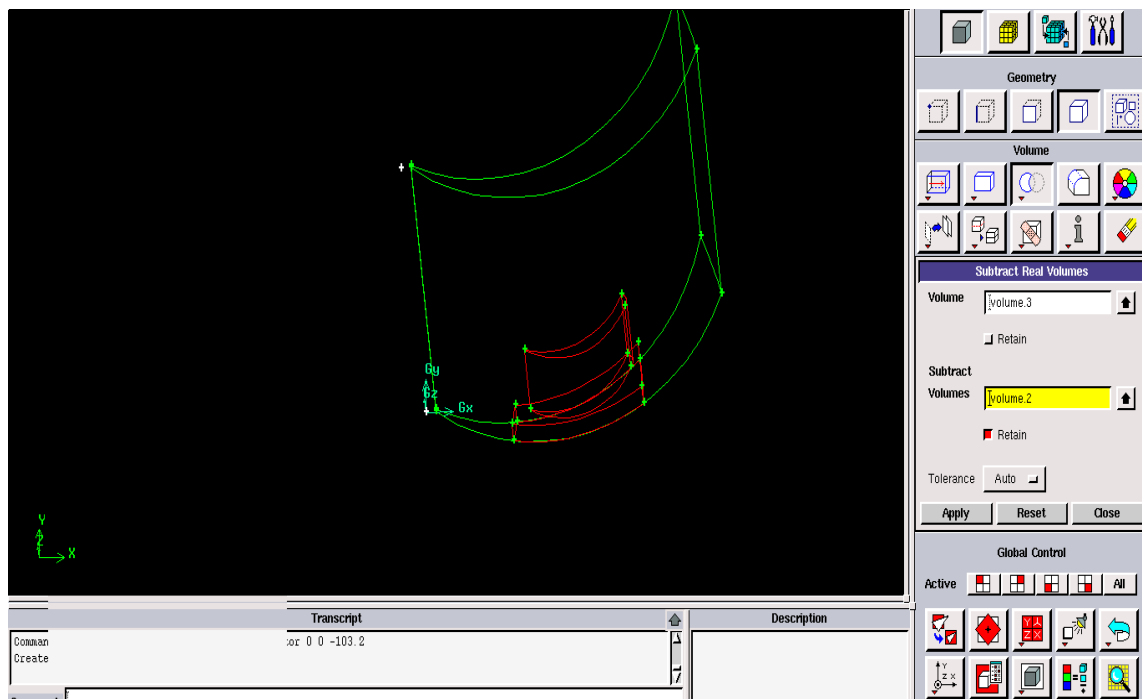 Geometry
Volume
Subtract Real Volumes
Volume volume.3
Retain
Subtract
Volumes volume.2
Retain
Tolerance Auto
Apply Reset Close
Global Control
Active All
Gy
Gz
Gx
Y
Z
X
Transcript Description
Comman or 0 0 -103.2
Create